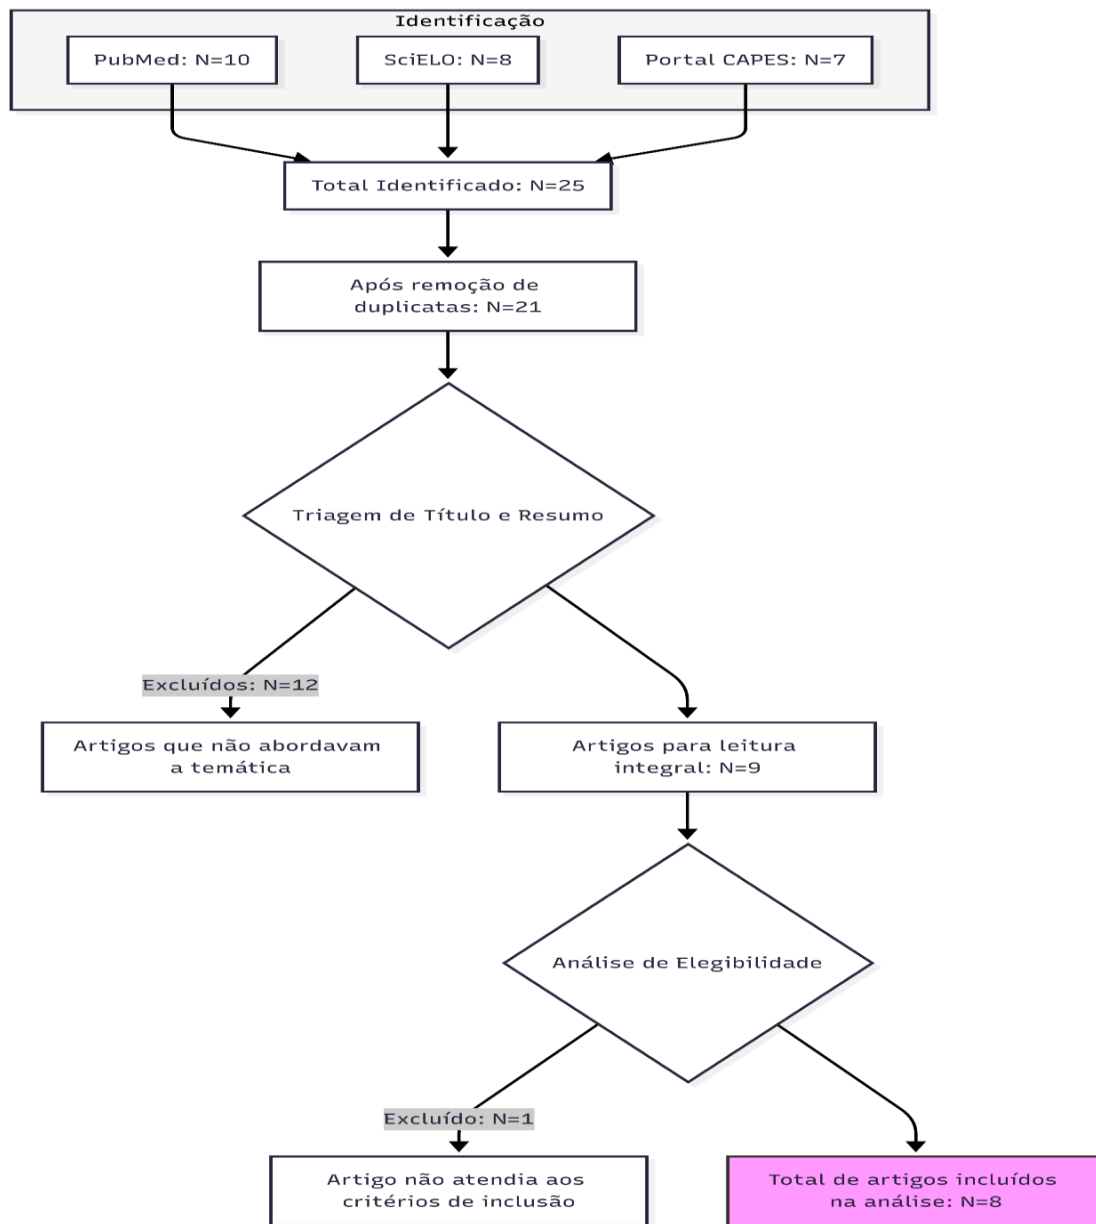 Identificação
PubMed: N=10
SciELO: N=8
Portal CAPES: N=7
Total Identificado: N=25
Após remoção de
duplicatas: N=21
Triagem de Título e Resumo
Excluídos: N=12
Artigos que não abordavam
a temática
Artigos para leitura
integral: N=9
Análise de Elegibilidade
Excluído: N=1
Artigo não atendia aos
critérios de inclusão
Total de artigos incluídos
na análise: N=8